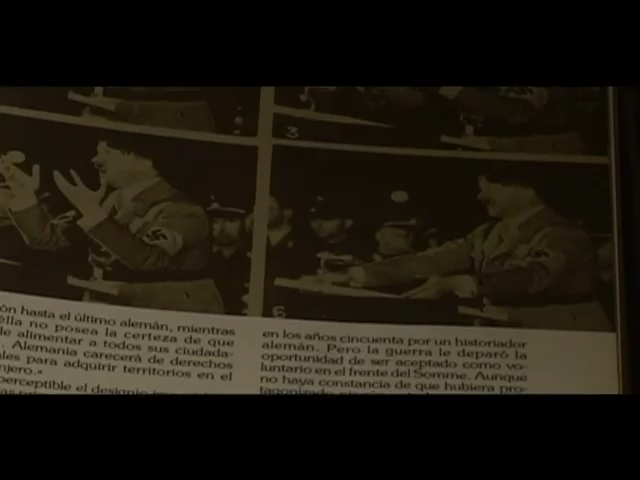 3
6
ón hasta el último alemán, mientras
élla no posea la certeza de que
le alimentar a todos sus ciudada-
. Alemania carecerá de derechos
ales para adquirir territorios en el
njero.»
perceptible el designio
en los años cincuenta por un historiador
alemán. Pero la guerra le deparó la
oportunidad de ser aceptado como vo-
luntario en el frente del Somme. Aunque
no haya constancia de que hubiera pro-
tagonizado